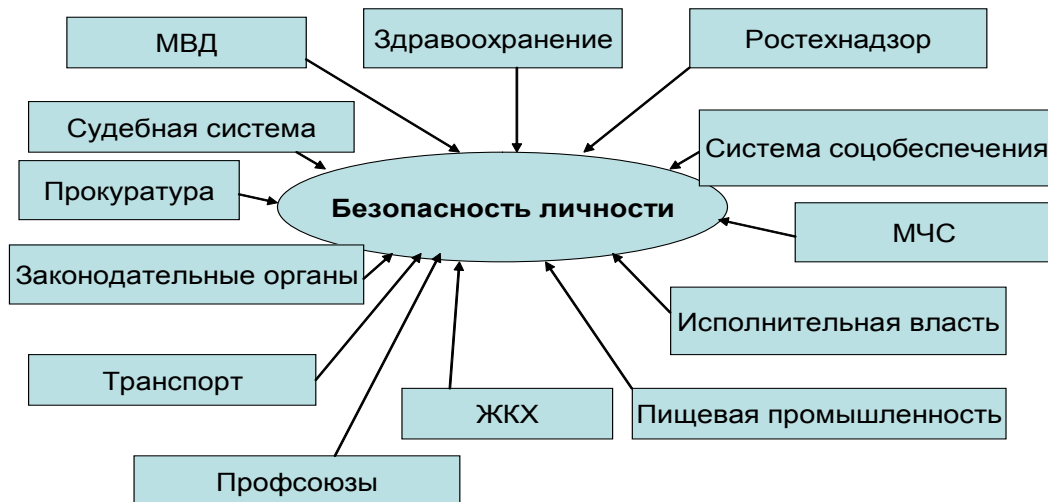 МВД
Здравоохранение
Ростехнадзор
Судебная система
Система соцобеспечения
Прокуратура
Безопасность личности
МЧС
Законодательные органы
Исполнительная власть
Транспорт
ЖКХ
Пищевая промышленность
Профсоюзы